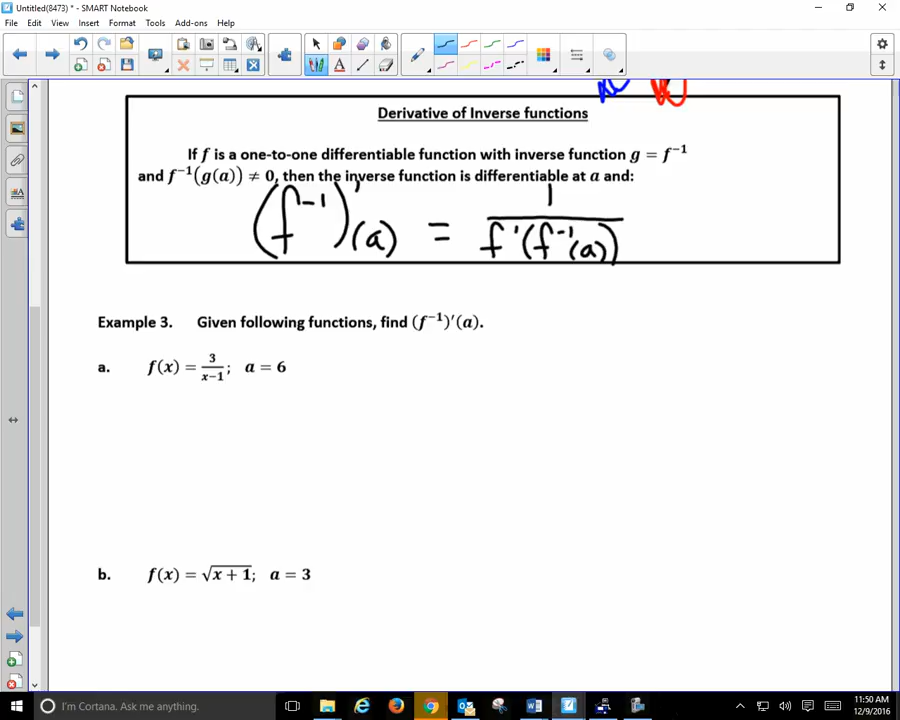 Untitled(8473) * - SMART Notebook
File Edit View Insert Format Tools Add-ons Help
Derivative of Inverse functions
If f is a one-to-one differentiable function with inverse function g = f⁻¹
and f⁻¹(g(a)) ≠ 0, then the inverse function is differentiable at a and:
(f⁻¹)'(a) = 1/f'(f⁻¹(a))
Example 3. Given following functions, find (f⁻¹)′(a).
a. f(x) = 3/(x−1); a = 6
b. f(x) = √(x + 1); a = 3
I'm Cortana. Ask me anything.
11:50 AM
12/9/2016